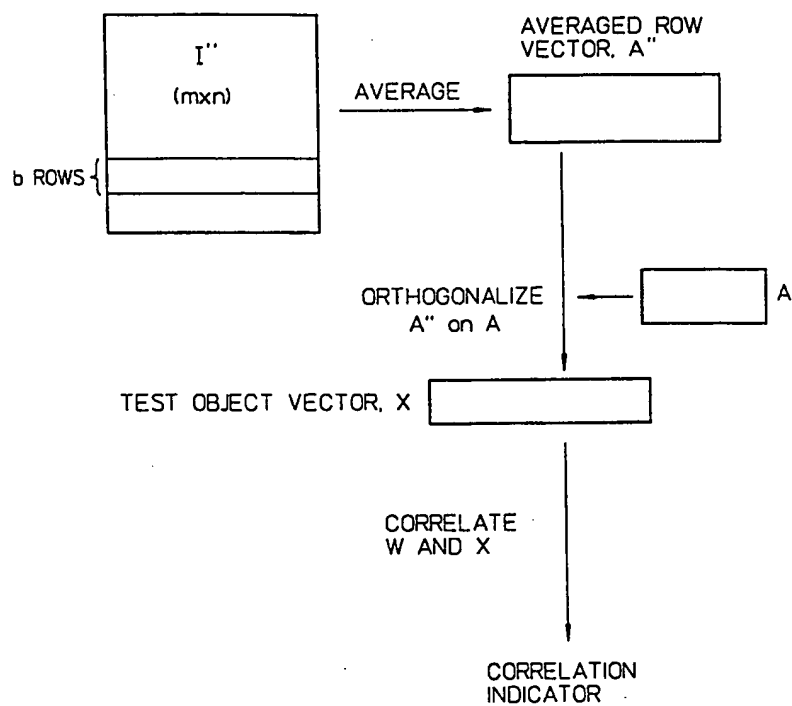 I''
(mxn)
b ROWS
AVERAGE
AVERAGED ROW
VECTOR, A''
ORTHOGONALIZE
A'' on A
A
TEST OBJECT VECTOR, X
CORRELATE
W AND X
CORRELATION
INDICATOR